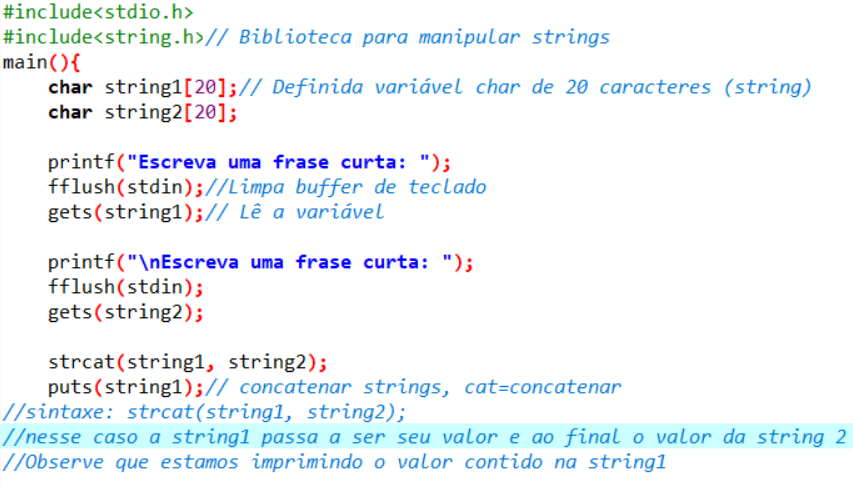 #include<stdio.h>
#include<string.h>// Biblioteca para manipular strings
main(){
char string1[20];// Definida variável char de 20 caracteres (string)
char string2[20];
printf("Escreva uma frase curta: ");
fflush(stdin);//Limpa buffer de teclado
gets(string1);// Lê a variável
printf("\nEscreva uma frase curta: ");
fflush(stdin);
gets(string2);
strcat(string1, string2);
puts(string1);// concatenar strings, cat=concatenar
//sintaxe: strcat(string1, string2);
//nesse caso a string1 passa a ser seu valor e ao final o valor da string 2
//Observe que estamos imprimindo o valor contido na string1